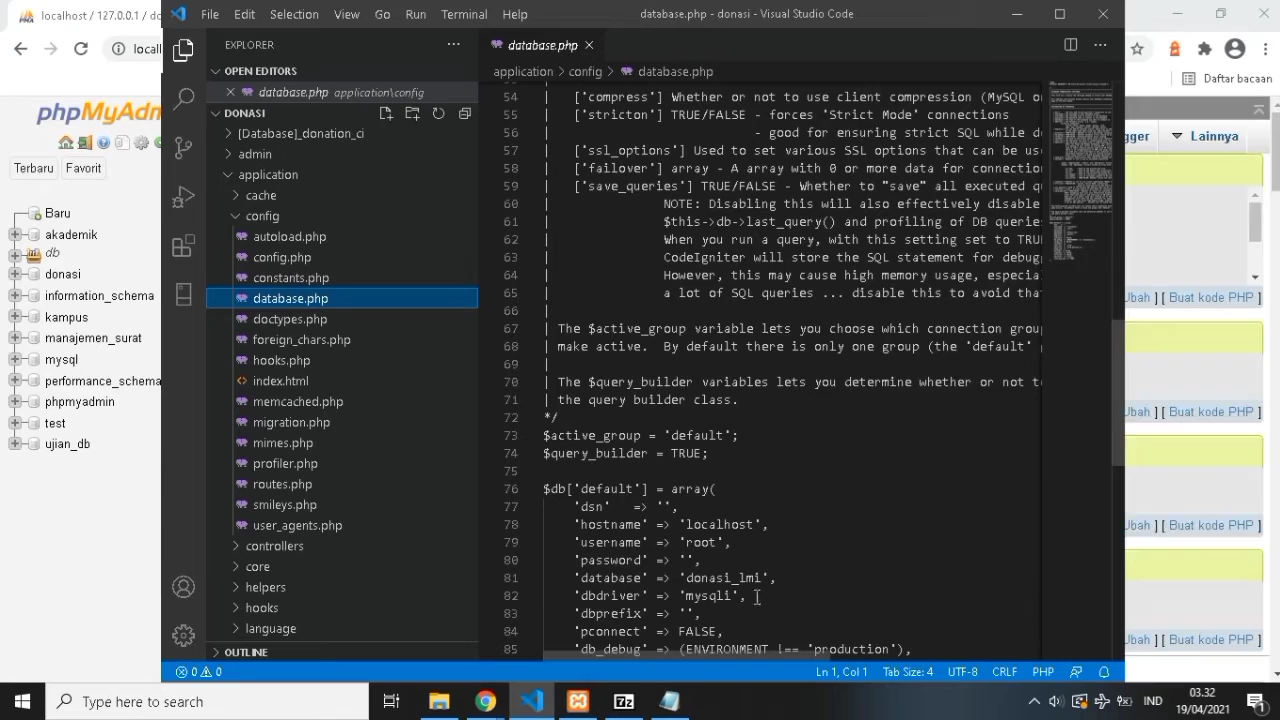 localhost / 127.0.0.1 / do
File Edit Selection View Go Run Terminal Help
database.php - donasi - Visual Studio Code
locall
Daftar bacaan
phpMyAdm
Terbaru Favorit
Baru
akademik
db
donasi
information_schema
kampus
manajemen_surat
mysql
performance_schema
phpmyadmin
test
ujian_db
EXPLORER
OPEN EDITORS
database.php application\config
DONASI
[Database]_donation_ci
admin
application
cache
config
autoload.php
config.php
constants.php
database.php
doctypes.php
foreign_chars.php
hooks.php
index.html
memcached.php
migration.php
mimes.php
profiler.php
routes.php
smileys.php
user_agents.php
controllers
core
helpers
hooks
language
OUTLINE
database.php
application > config > database.php
54 | ['compress'] Whether or not to use client compression (MySQL o
55 | ['stricton'] TRUE/FALSE - forces 'Strict Mode' connections
56 | - good for ensuring strict SQL while de
57 | ['ssl_options'] Used to set various SSL options that can be use
58 | ['failover'] array - A array with 0 or more data for connectio
59 | ['save_queries'] TRUE/FALSE - Whether to "save" all executed q
60 | NOTE: Disabling this will also effectively disable
61 | $this->db->last_query() and profiling of DB queries
62 | When you run a query, with this setting set to TRUE
63 | CodeIgniter will store the SQL statement for debug
64 | However, this may cause high memory usage, especia
65 | a lot of SQL queries ... disable this to avoid that
66 |
67 | The $active_group variable lets you choose which connection group
68 | make active. By default there is only one group (the 'default'
69 |
70 | The $query_builder variables lets you determine whether or not to
71 | the query builder class.
72 */
73 $active_group = 'default';
74 $query_builder = TRUE;
75
76 $db['default'] = array(
77 'dsn' => '',
78 'hostname' => 'localhost',
79 'username' => 'root',
80 'password' => '',
81 'database' => 'donasi_lmi',
82 'dbdriver' => 'mysqli',
83 'dbprefix' => '',
84 'pconnect' => FALSE,
85 'db_debug' => (ENVIRONMENT !== 'production'),
gger Lainnya
Ubah ] [ Buat kode PHP ]
Ubah ] [ Buat kode PHP ]
Ubah ] [ Buat kode PHP ]
Ubah ] [ Buat kode PHP ]
0 0
Ln 1, Col 1 Tab Size: 4 UTF-8 CRLF PHP
Type here to search
IND
03.32
19/04/2021